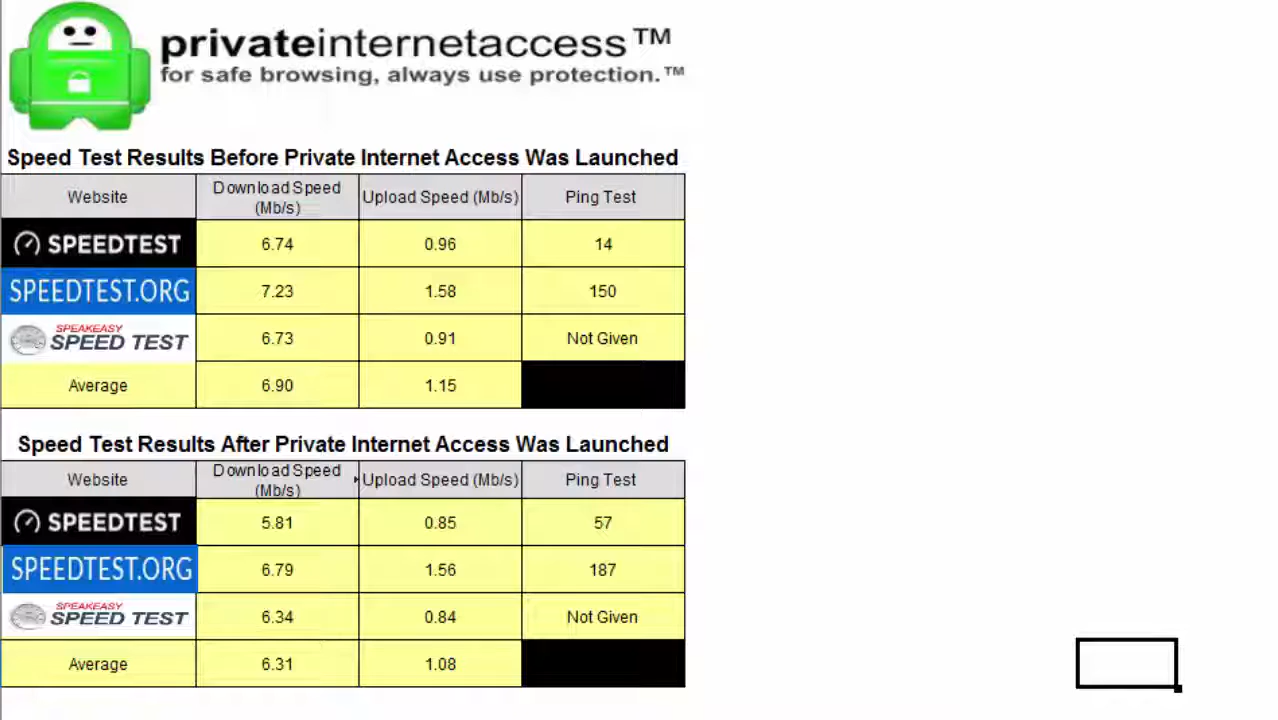 privateinternetaccess™
for safe browsing, always use protection.™
Speed Test Results Before Private Internet Access Was Launched
Website Download Speed (Mb/s) Upload Speed (Mb/s) Ping Test
SPEEDTEST 6.74 0.96 14
SPEEDTEST.ORG 7.23 1.58 150
SPEAKEASY SPEED TEST 6.73 0.91 Not Given
Average 6.90 1.15
Speed Test Results After Private Internet Access Was Launched
Website Download Speed (Mb/s) Upload Speed (Mb/s) Ping Test
SPEEDTEST 5.81 0.85 57
SPEEDTEST.ORG 6.79 1.56 187
SPEAKEASY SPEED TEST 6.34 0.84 Not Given
Average 6.31 1.08